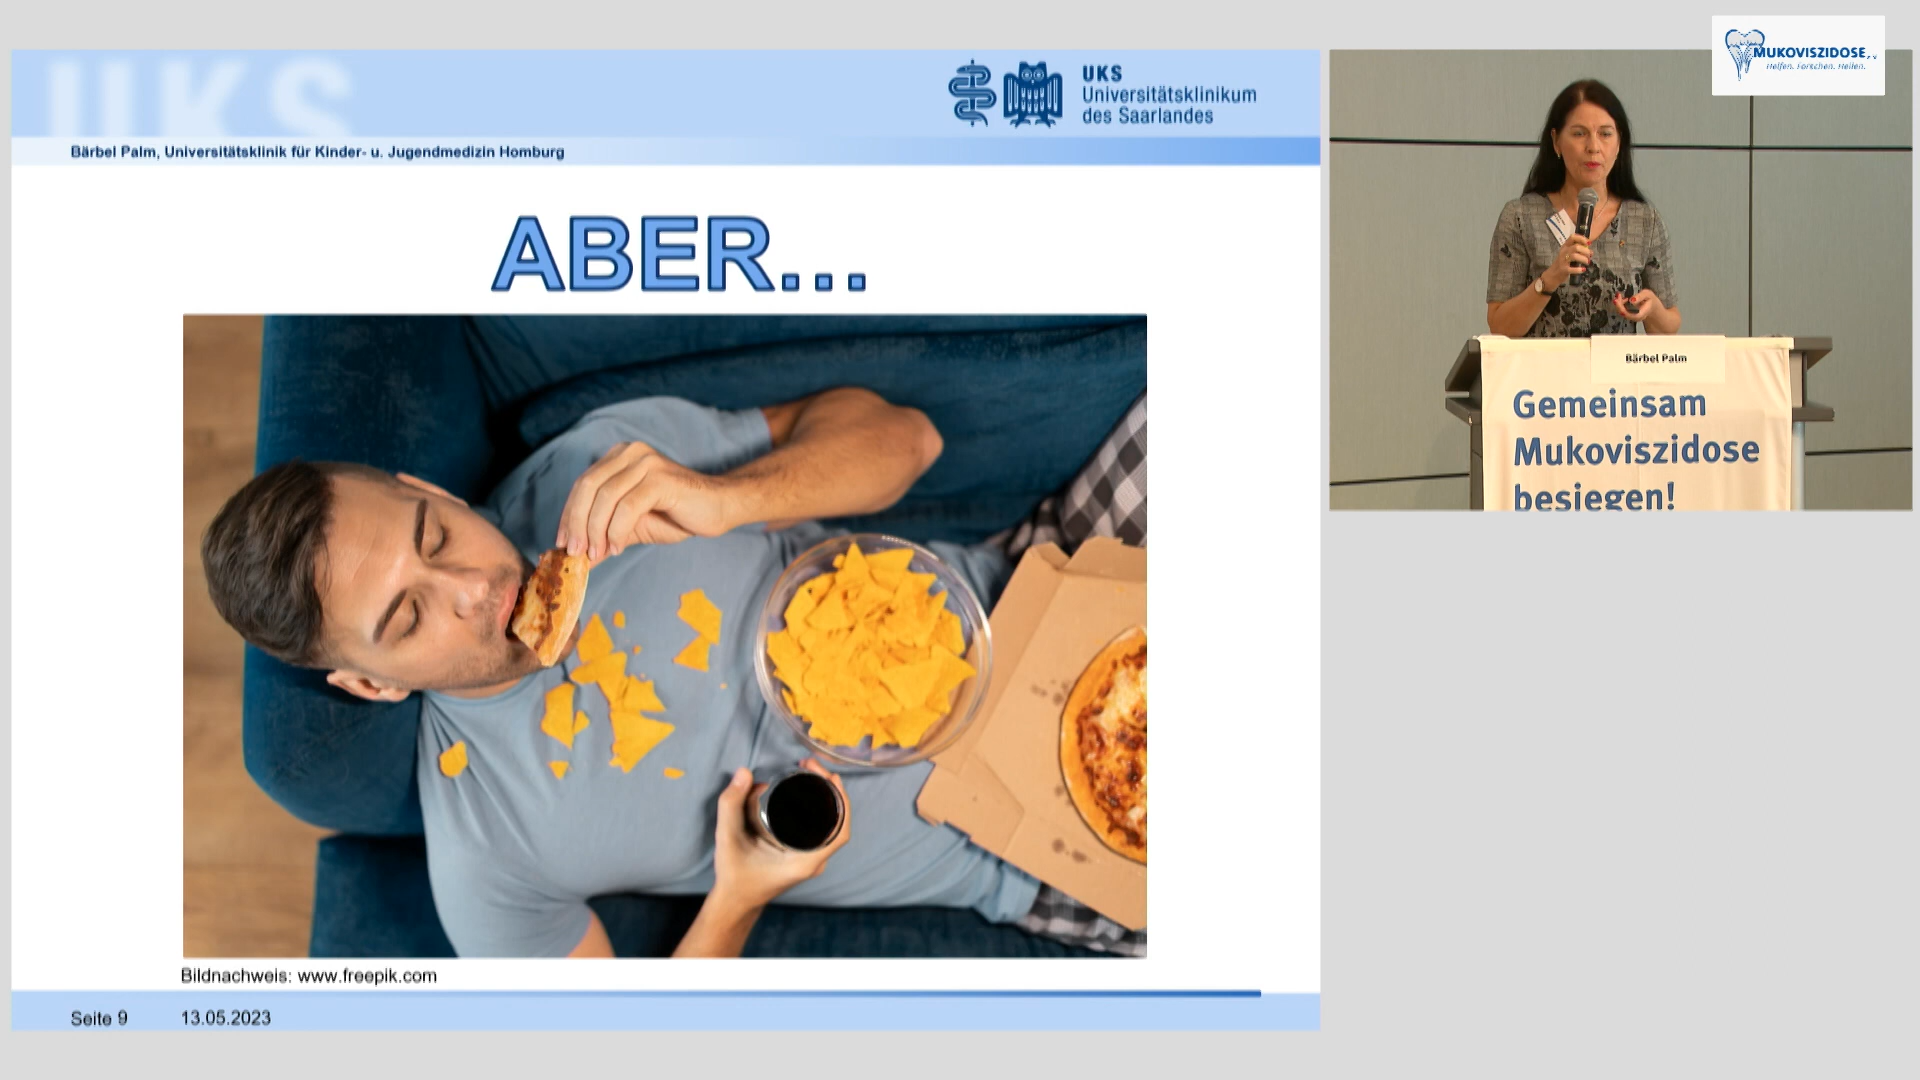 UKS
UKS
Universitätsklinikum
des Saarlandes
Bärbel Palm, Universitätsklinik für Kinder- u. Jugendmedizin Homburg
ABER...
Bildnachweis: www.freepik.com
Seite 9 13.05.2023
MUKOVISZIDOSE
Helfen. Forschen. Heilen.
Bärbel Palm
Gemeinsam
Mukoviszidose
besiegen!